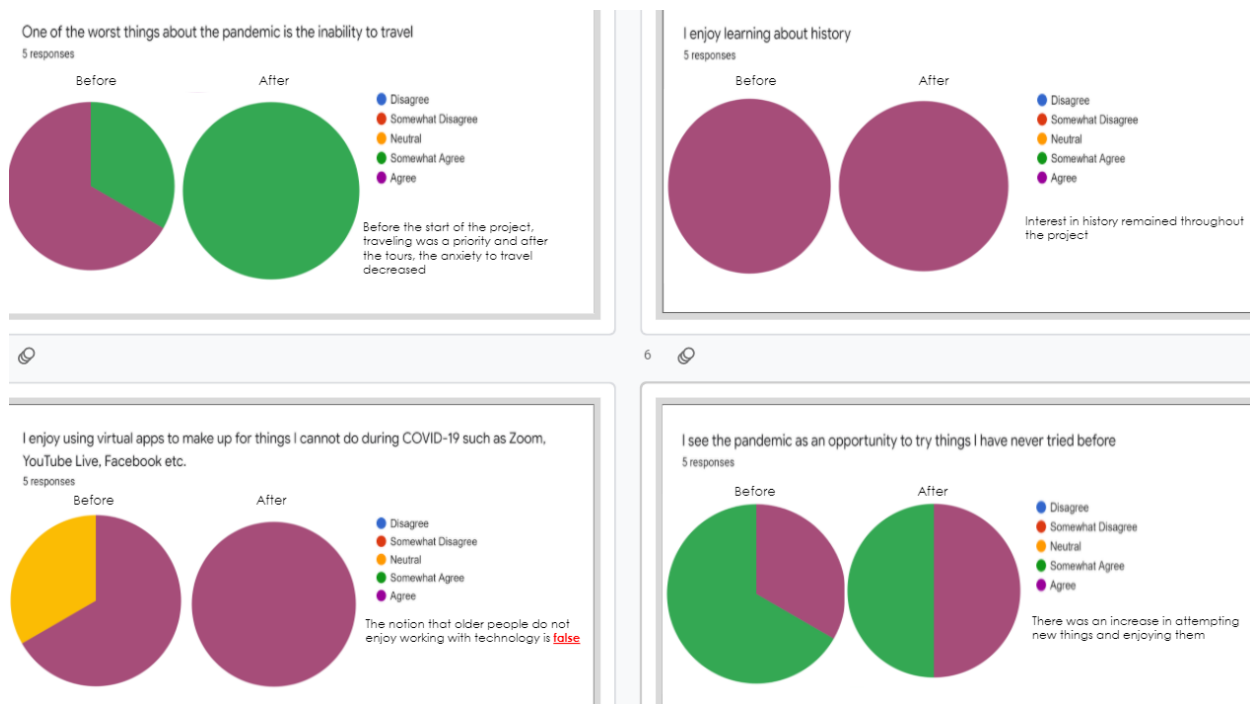 One of the worst things about the pandemic is the inability to travel
5 responses
Before
After
Disagree
Somewhat Disagree
Neutral
Somewhat Agree
Agree
Before the start of the project,
traveling was a priority and after
the tours, the anxiety to travel
decreased
I enjoy learning about history
5 responses
Before
After
Disagree
Somewhat Disagree
Neutral
Somewhat Agree
Agree
Interest in history remained throughout
the project
6
I enjoy using virtual apps to make up for things I cannot do during COVID-19 such as Zoom,
YouTube Live, Facebook etc.
5 responses
Before
After
Disagree
Somewhat Disagree
Neutral
Somewhat Agree
Agree
The notion that older people do not
enjoy working with technology is false
I see the pandemic as an opportunity to try things I have never tried before
5 responses
Before
After
Disagree
Somewhat Disagree
Neutral
Somewhat Agree
Agree
There was an increase in attempting
new things and enjoying them